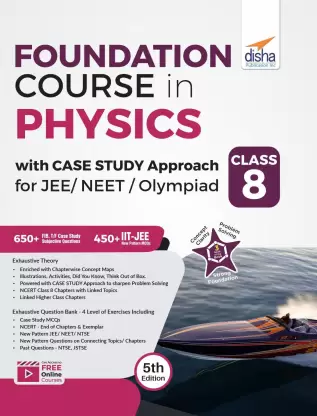 FOUNDATION
COURSE in
PHYSICS
disha
with CASE STUDY Approach
for JEE/ NEET / Olympiad
CLASS
8
650+ FIB, T/F Case Study
Subjective Questions
450+ IIT-JEE
New Pattern MCQs
Concept Clarity
Problem Solving
Strong Foundation
Exhaustive Theory
• Enriched with Chapterwise Concept Maps
• Illustrations, Activities, Did You Know, Think Out of Box.
• Powered with CASE STUDY Approach to sharpen Problem Solving
• NCERT Class 8 Chapters with Linked Topics
• Linked Higher Class Chapters
Exhaustive Question Bank - 4 Level of Exercises Including
• Case Study MCQs
• NCERT - End of Chapters & Exemplar
• New Pattern JEE/ NEET/ NTSE
• New Pattern Questions on Connecting Topics/ Chapters
• Past Questions - NTSE, JSTSE
FREE
Online
Courses
5th
Edition